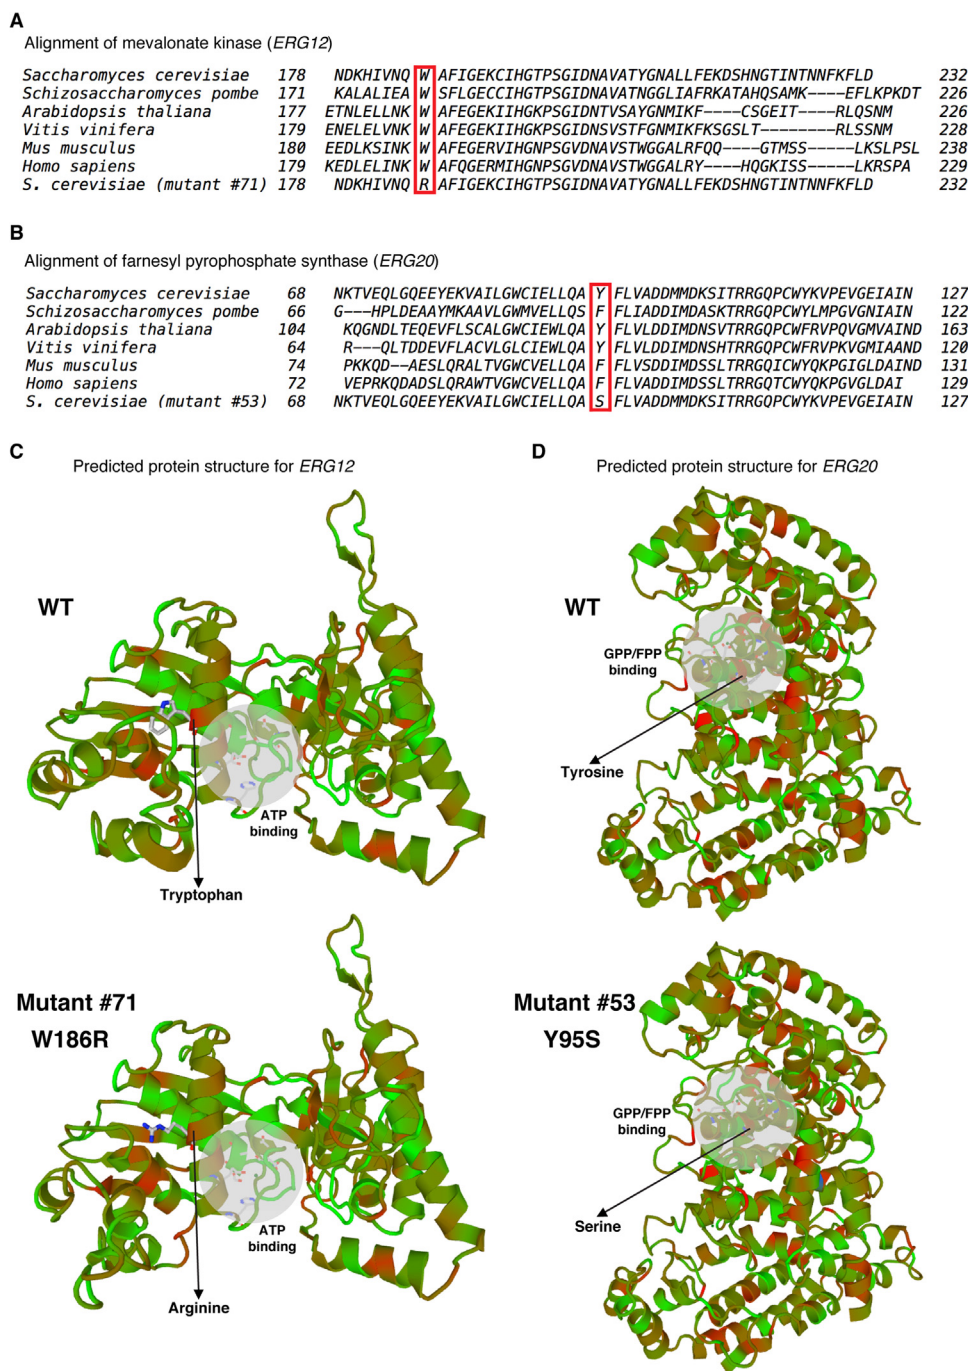 A
Alignment of mevalonate kinase (ERG12)
Saccharomyces cerevisiae 178 NDKHIVNQ W AFIGEKCIHGTPSGIDNAVATYGNALLFEKDSHNGTINTNNFKFLD 232
Schizosaccharomyces pombe 171 KALALIEA W SFLGECCIHGTPSGIDNAVATNGGLIAFRKATAHQSAMK----EFLKPKDT 226
Arabidopsis thaliana 177 ETNLELLNK W AFEGEKIIHGKPSGIDNTVSAYGNMIKF----CSGEIT----RLQSNM 226
Vitis vinifera 179 ENELELVNK W AFEGEKIIHGKPSGIDNSVSTFGNMIKFKSGSLT--------RLSSNM 228
Mus musculus 180 EEDLKSINK W AFEGERVIHGNPSGVDNAVSTWGGALRFQQ----GTMSS-----LKSLPSL 238
Homo sapiens 179 KEDLELINK W AFQGERMIHGNPSGVDNAVSTWGGALRY----HQGKISS-----LKRSPA 229
S. cerevisiae (mutant #71) 178 NDKHIVNQ R AFIGEKCIHGTPSGIDNAVATYGNALLFEKDSHNGTINTNNFKFLD 232
B
Alignment of farnesyl pyrophosphate synthase (ERG20)
Saccharomyces cerevisiae 68 NKTVEQLGQEEYEKVAILGWCIELLQA Y FLVADDMMDKSITRRGQPCWYKVPEVGEIAIN 127
Schizosaccharomyces pombe 66 G---HPLDEAAYMKAAVLGWMVELLQS F FLIADDIMDASKTRRGQPCWYLMPGVGNIAIN 122
Arabidopsis thaliana 104 KQGNDLTEQEVFLSCALGWCIEWLQA Y FLVLDDIMDNSVTRRGQPCWFRVPQVGMVAIND 163
Vitis vinifera 64 R---QLTDDEVFLACVLGLCIEWLQA Y FLVLDDIMDNSHTRRGQPCWFRVPKVGMIAAND 120
Mus musculus 74 PKKQD--AESLQRALTVGWCVELLQA F FLVSDDIMDSSLTRRGQICWYQKPGIGLDAIND 131
Homo sapiens 72 VEPRKQDADSLQRAWTVGWCVELLQA F FLVADDIMDSSLTRRGQICWYQKPGVGLDAI 129
S. cerevisiae (mutant #53) 68 NKTVEQLGQEEYEKVAILGWCIELLQA S FLVADDMMDKSITRRGQPCWYKVPEVGEIAIN 127
C
Predicted protein structure for ERG12
WT
ATP
binding
Tryptophan
Mutant #71
W186R
ATP
binding
Arginine
D
Predicted protein structure for ERG20
WT
GPP/FPP
binding
Tyrosine
Mutant #53
Y95S
GPP/FPP
binding
Serine